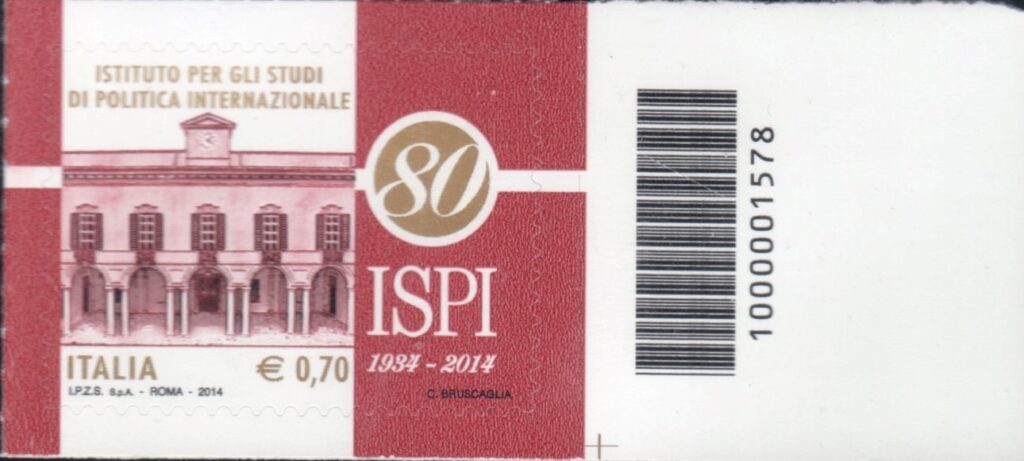 ISTITUTO PER GLI STUDI
DI POLITICA INTERNAZIONALE
80
ISPI
1934 - 2014
ITALIA € 0,70
I.P.Z.S. S.p.A. - ROMA - 2014
C. BRUSCAGLIA
1000001578